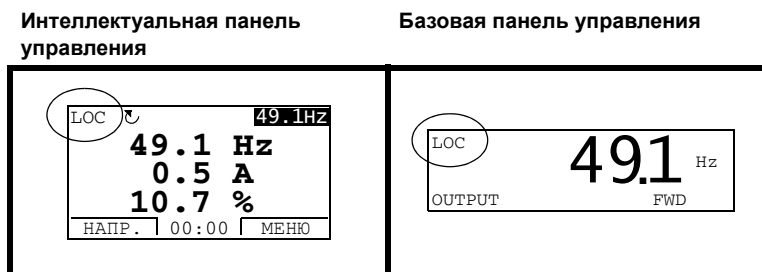 Интеллектуальная панель
управления
Базовая панель управления
LOC 49.1Hz
49.1 Hz
0.5 A
10.7 %
НАПР. 00:00 МЕНЮ
LOC
49.1 Hz
OUTPUT FWD